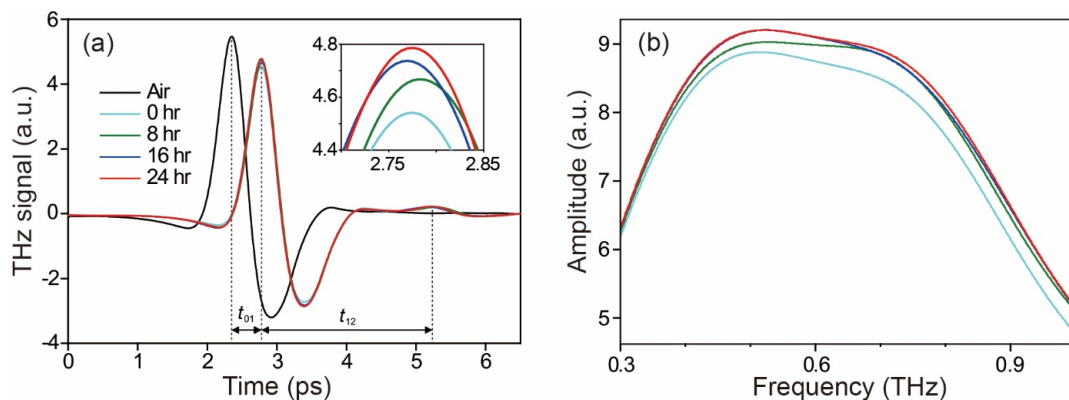 (a)
THz signal (a.u.)
6
4
2
0
-2
-4
Air
0 hr
8 hr
16 hr
24 hr
4.8
4.6
4.4
2.75
2.85
t01
t12
0
1
2
3
4
5
6
Time (ps)
(b)
Amplitude (a.u.)
9
8
7
6
5
0.3
0.6
0.9
Frequency (THz)